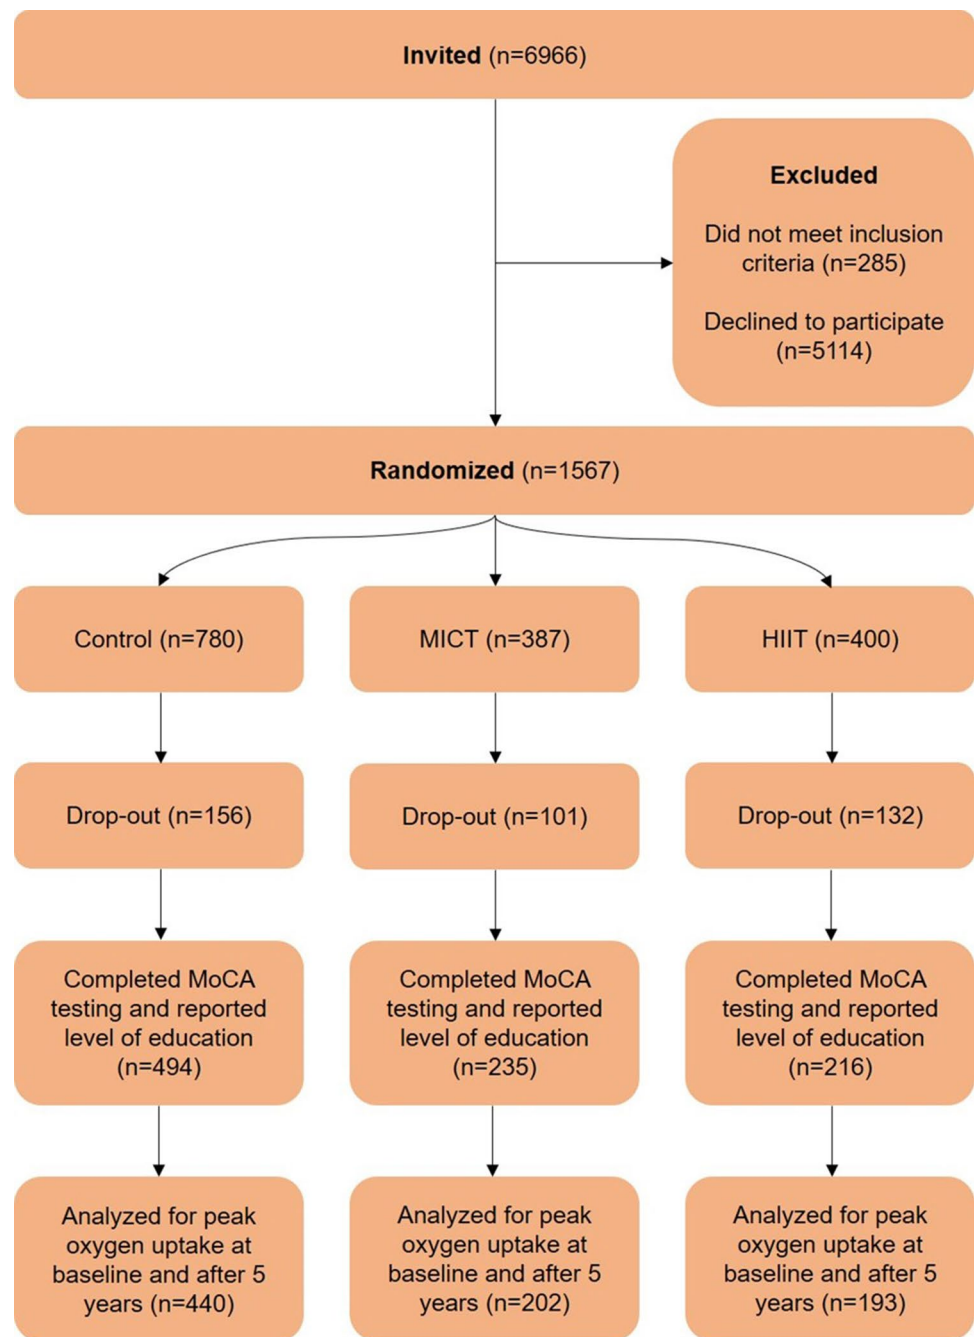 Invited (n=6966)
Excluded
Did not meet inclusion
criteria (n=285)
Declined to participate
(n=5114)
Randomized (n=1567)
Control (n=780)
MICT (n=387)
HIIT (n=400)
Drop-out (n=156)
Drop-out (n=101)
Drop-out (n=132)
Completed MoCA
testing and reported
level of education
(n=494)
Completed MoCA
testing and reported
level of education
(n=235)
Completed MoCA
testing and reported
level of education
(n=216)
Analyzed for peak
oxygen uptake at
baseline and after 5
years (n=440)
Analyzed for peak
oxygen uptake at
baseline and after 5
years (n=202)
Analyzed for peak
oxygen uptake at
baseline and after 5
years (n=193)